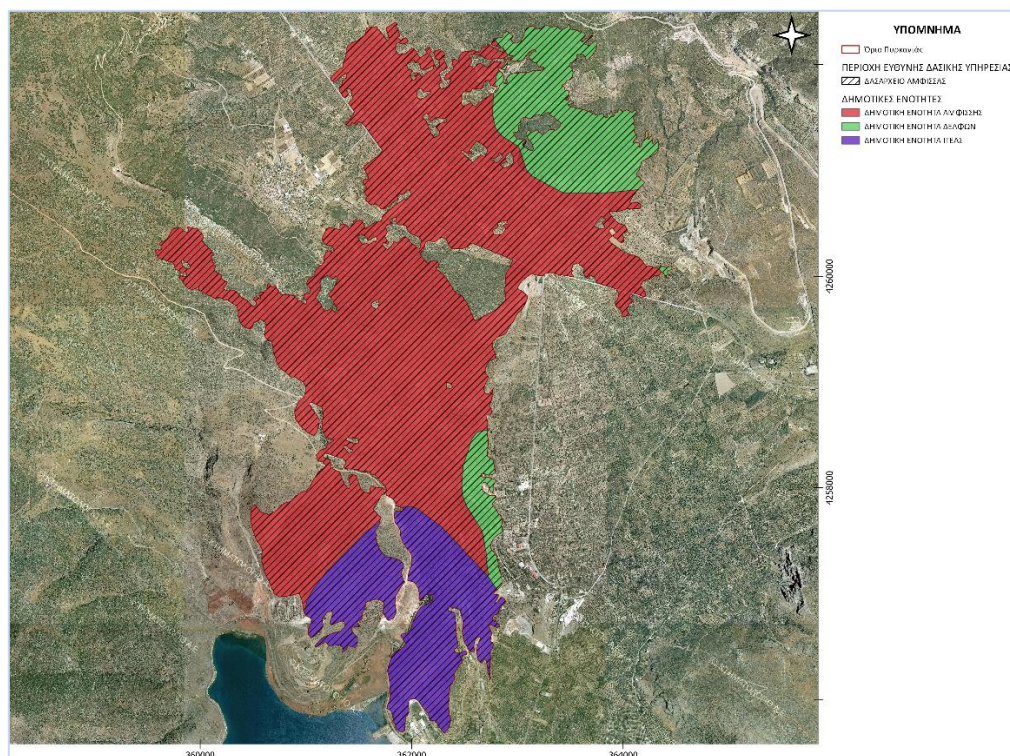 ΥΠΟΜΝΗΜΑ
Όριο Πυρκαγιάς
ΠΕΡΙΟΧΗ ΕΥΘΥΝΗΣ ΔΑΣΙΚΗΣ ΥΠΗΡΕΣΙΑΣ
ΔΑΣΑΡΧΕΙΟ ΑΜΦΙΣΣΑΣ
ΔΗΜΟΤΙΚΕΣ ΕΝΟΤΗΤΕΣ
ΔΗΜΟΤΙΚΗ ΕΝΟΤΗΤΑ ΑΜΦΙΣΣΗΣ
ΔΗΜΟΤΙΚΗ ΕΝΟΤΗΤΑ ΔΕΛΦΩΝ
ΔΗΜΟΤΙΚΗ ΕΝΟΤΗΤΑ ΙΤΕΑΣ
4260000
4258000
360000
362000
364000